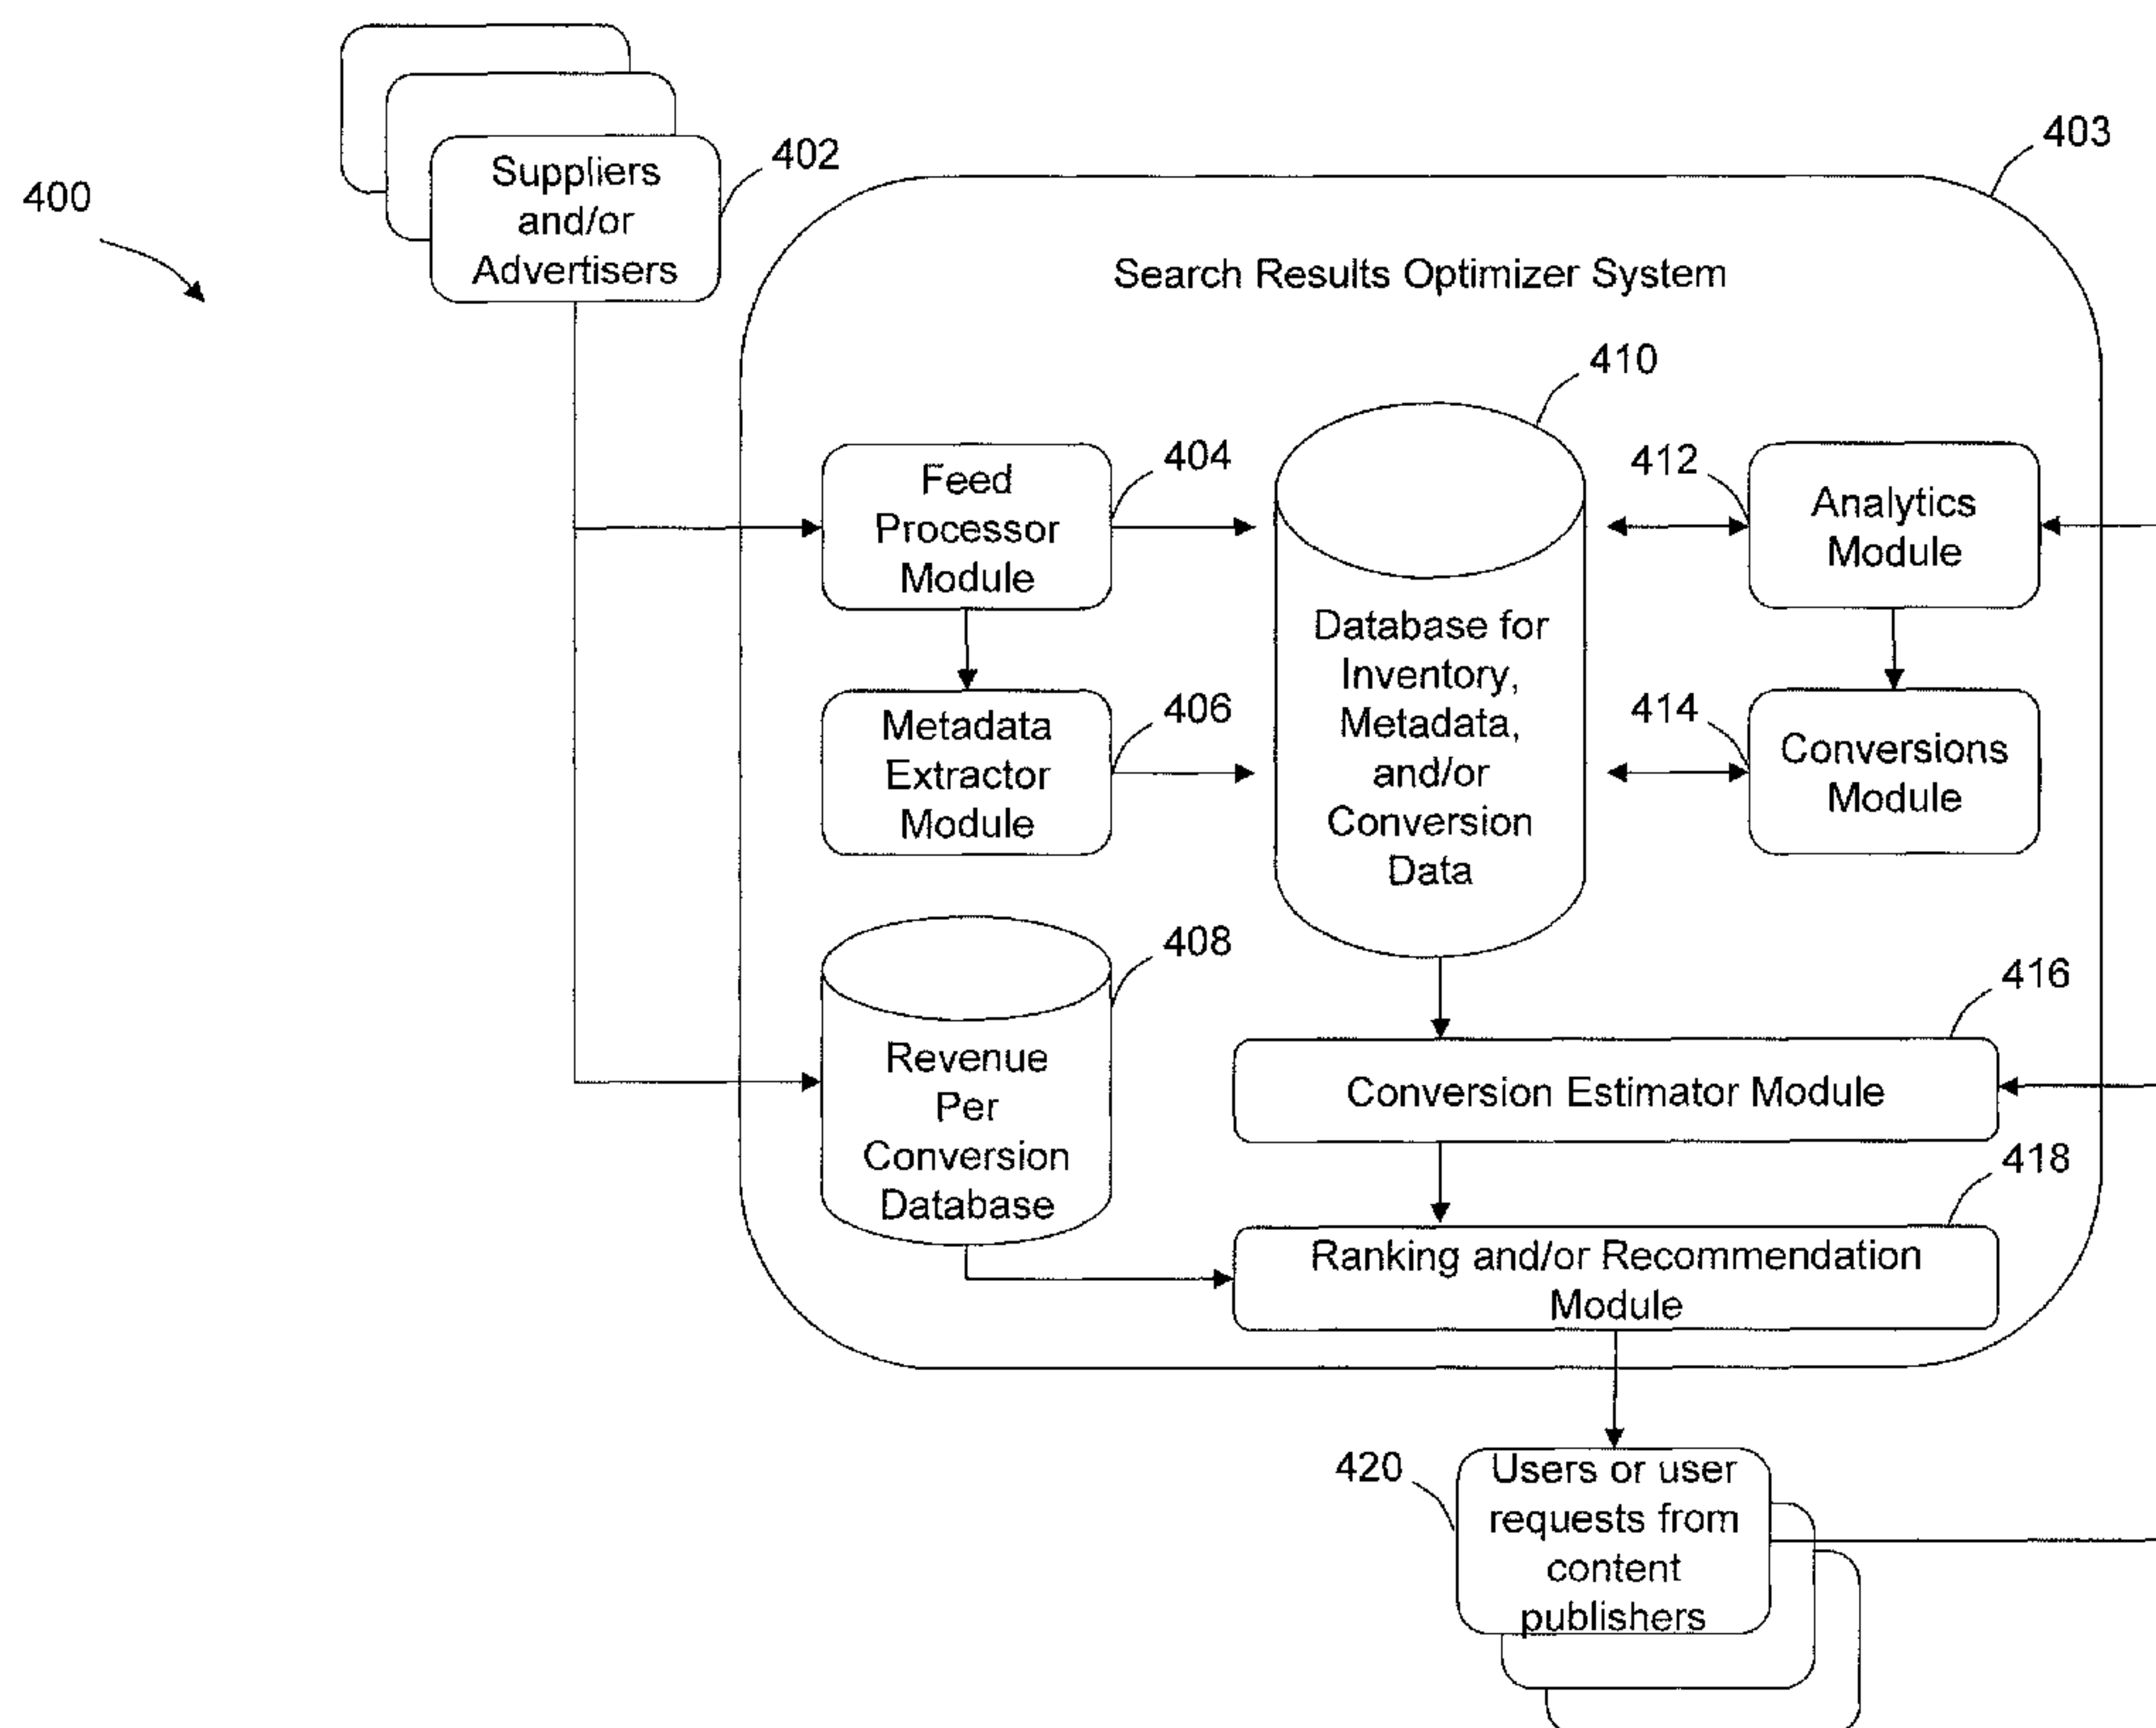 400
Suppliers
and/or
Advertisers
402
403
Search Results Optimizer System
410
Feed
Processor
Module
404
412
Analytics
Module
Database for
Inventory,
Metadata,
and/or
Conversion
Data
Metadata
Extractor
Module
406
414
Conversions
Module
408
Revenue
Per
Conversion
Database
416
Conversion Estimator Module
418
Ranking and/or Recommendation
Module
420
Users or user
requests from
content
publishers